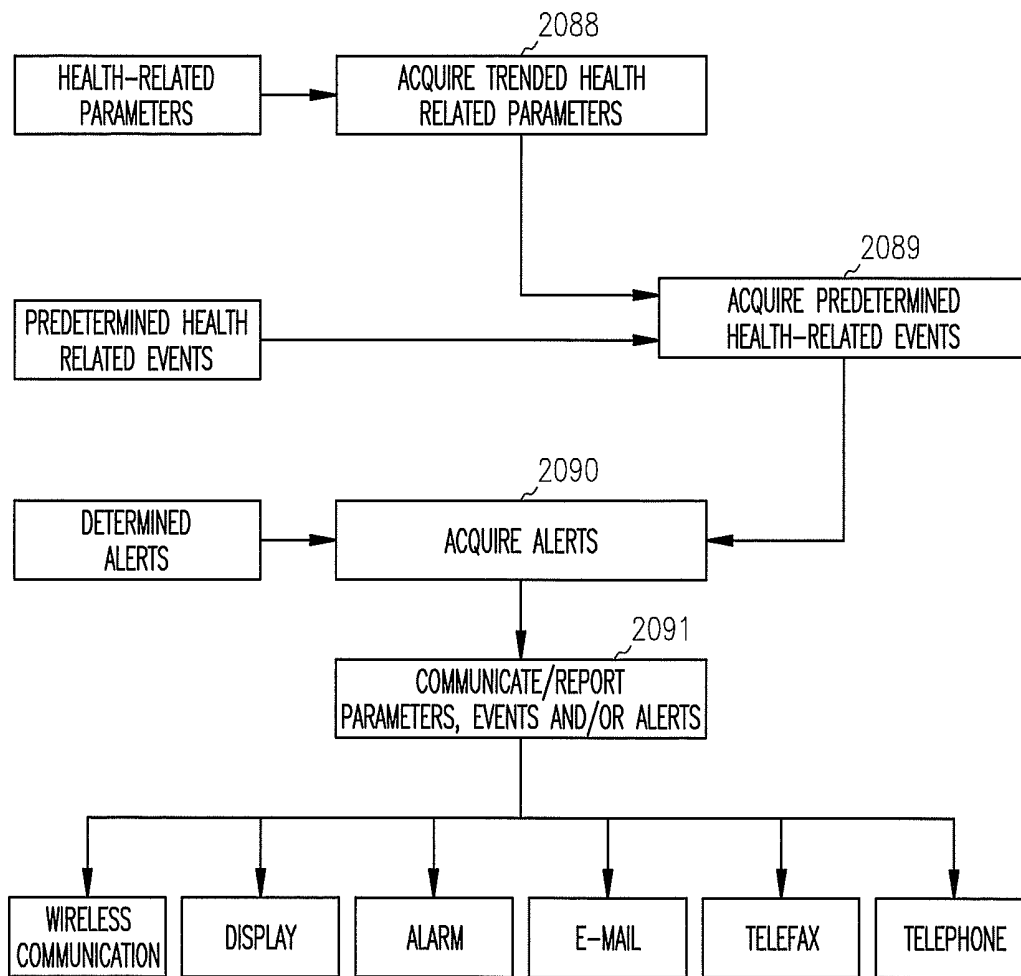 2088
HEALTH-RELATED
PARAMETERS
ACQUIRE TRENDED HEALTH
RELATED PARAMETERS
2089
PREDETERMINED HEALTH
RELATED EVENTS
ACQUIRE PREDETERMINED
HEALTH-RELATED EVENTS
2090
DETERMINED
ALERTS
ACQUIRE ALERTS
2091
COMMUNICATE/REPORT
PARAMETERS, EVENTS AND/OR ALERTS
WIRELESS
COMMUNICATION
DISPLAY
ALARM
E-MAIL
TELEFAX
TELEPHONE